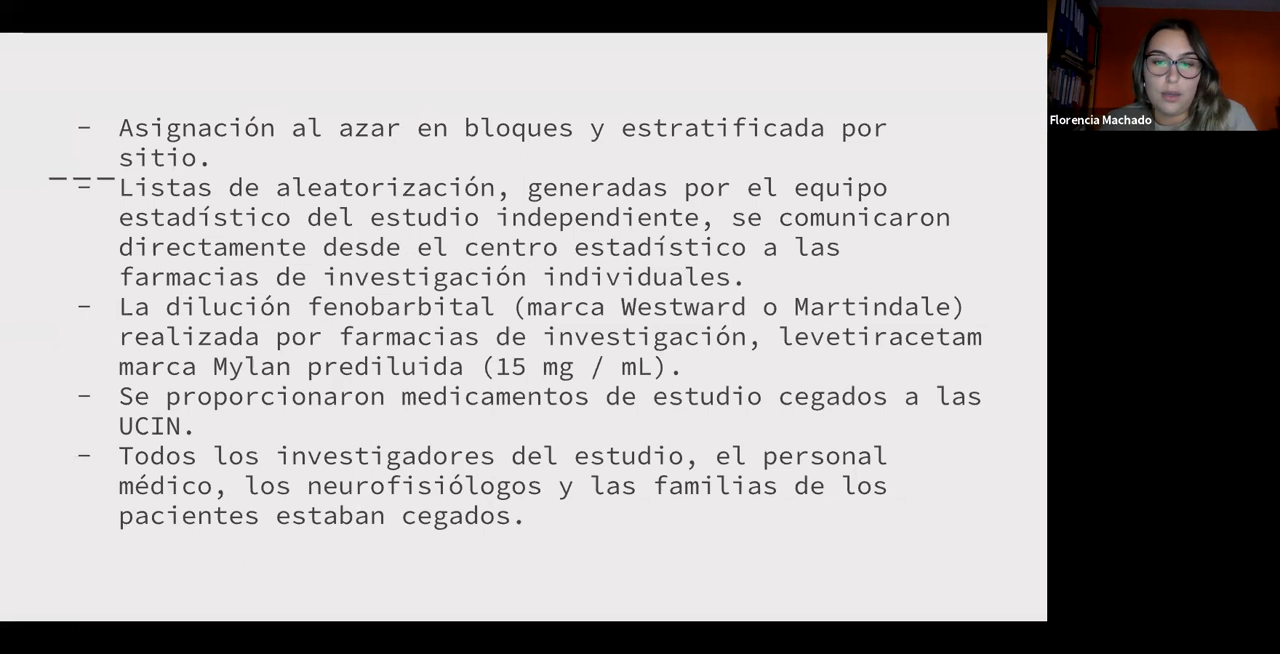 - Asignación al azar en bloques y estratificada por
sitio.
- Listas de aleatorización, generadas por el equipo
estadístico del estudio independiente, se comunicaron
directamente desde el centro estadístico a las
farmacias de investigación individuales.
- La dilución fenobarbital (marca Westward o Martindale)
realizada por farmacias de investigación, levetiracetam
marca Mylan prediluida (15 mg / mL).
- Se proporcionaron medicamentos de estudio cegados a las
UCIN.
- Todos los investigadores del estudio, el personal
médico, los neurofisiólogos y las familias de los
pacientes estaban cegados.
Florencia Machado